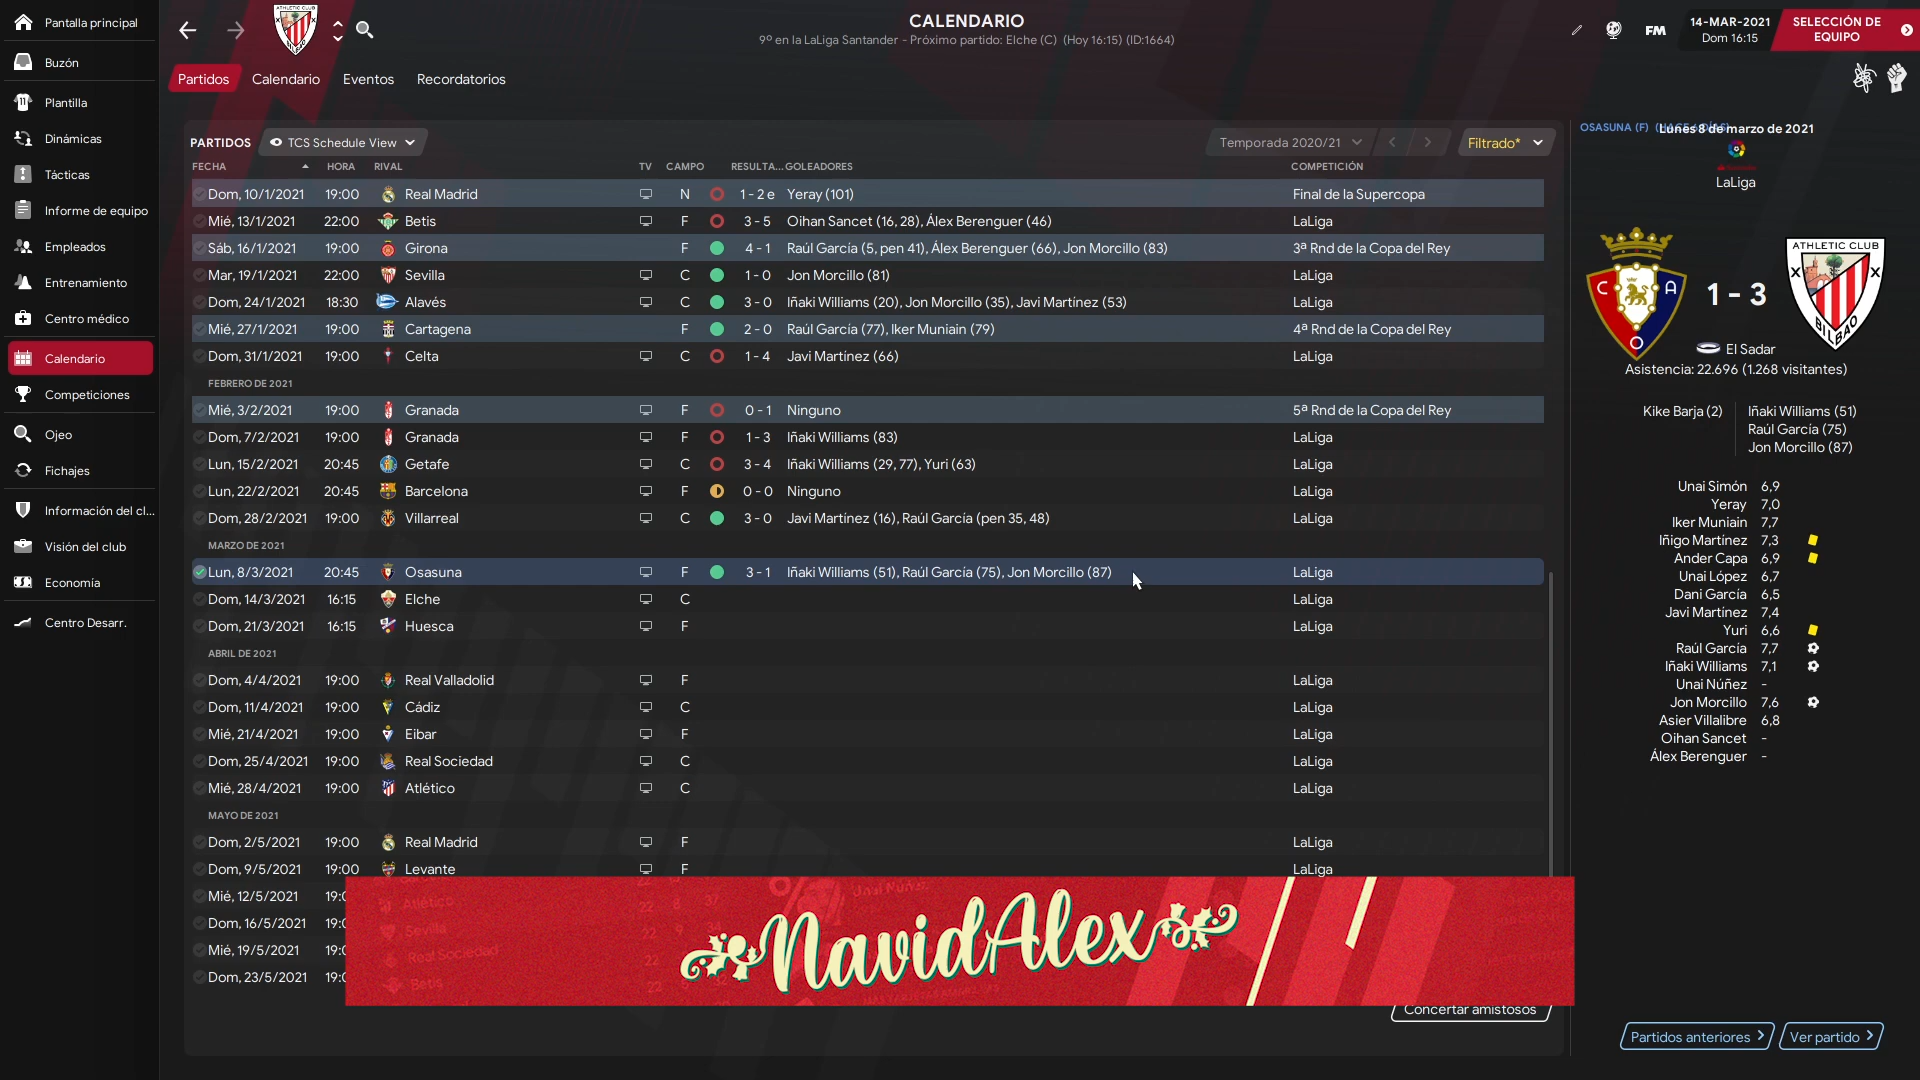 Pantalla principal
Buzón
Plantilla
Dinámicas
Tácticas
Informe de equipo
Empleados
Entrenamiento
Centro médico
Calendario
Competiciones
Ojeo
Fichajes
Información del cl...
Visión del club
Economía
Centro Desarr.
CALENDARIO
9º en la LaLiga Santander - Próximo partido: Elche (C) (Hoy 16:15) (ID:1664)
FM
14-MAR-2021
Dom 16:15
SELECCIÓN DE
EQUIPO
Partidos Calendario Eventos Recordatorios
PARTIDOS TCS Schedule View Temporada 2020/21 Filtrado*
FECHA HORA RIVAL TV CAMPO RESULTA... GOLEADORES COMPETICIÓN
Dom, 10/1/2021 19:00 Real Madrid N 1 - 2 e Yeray (101) Final de la Supercopa
Mié, 13/1/2021 22:00 Betis F 3 - 5 Oihan Sancet (16, 28), Álex Berenguer (46) LaLiga
Sáb, 16/1/2021 19:00 Girona F 4 - 1 Raúl García (5, pen 41), Álex Berenguer (66), Jon Morcillo (83) 3ª Rnd de la Copa del Rey
Mar, 19/1/2021 22:00 Sevilla C 1 - 0 Jon Morcillo (81) LaLiga
Dom, 24/1/2021 18:30 Alavés C 3 - 0 Iñaki Williams (20), Jon Morcillo (35), Javi Martínez (53) LaLiga
Mié, 27/1/2021 19:00 Cartagena F 2 - 0 Raúl García (77), Iker Muniain (79) 4ª Rnd de la Copa del Rey
Dom, 31/1/2021 19:00 Celta C 1 - 4 Javi Martínez (66) LaLiga
FEBRERO DE 2021
Mié, 3/2/2021 19:00 Granada F 0 - 1 Ninguno 5ª Rnd de la Copa del Rey
Dom, 7/2/2021 19:00 Granada F 1 - 3 Iñaki Williams (83) LaLiga
Lun, 15/2/2021 20:45 Getafe C 3 - 4 Iñaki Williams (29, 77), Yuri (63) LaLiga
Lun, 22/2/2021 20:45 Barcelona F 0 - 0 Ninguno LaLiga
Dom, 28/2/2021 19:00 Villarreal C 3 - 0 Javi Martínez (16), Raúl García (pen 35, 48) LaLiga
MARZO DE 2021
Lun, 8/3/2021 20:45 Osasuna F 3 - 1 Iñaki Williams (51), Raúl García (75), Jon Morcillo (87) LaLiga
Dom, 14/3/2021 16:15 Elche C LaLiga
Dom, 21/3/2021 16:15 Huesca F LaLiga
ABRIL DE 2021
Dom, 4/4/2021 19:00 Real Valladolid F LaLiga
Dom, 11/4/2021 19:00 Cádiz C LaLiga
Mié, 21/4/2021 19:00 Eibar F LaLiga
Dom, 25/4/2021 19:00 Real Sociedad C LaLiga
Mié, 28/4/2021 19:00 Atlético C LaLiga
MAYO DE 2021
Dom, 2/5/2021 19:00 Real Madrid F LaLiga
Dom, 9/5/2021 19:00 Levante F LaLiga
Mié, 12/5/2021
Dom, 16/5/2021
Mié, 19/5/2021
Dom, 23/5/2021
NavidAlex
Concertar amistosos
OSASUNA (F)
Lunes 8 de marzo de 2021
LaLiga
1 - 3
ATHLETIC CLUB
BILBAO
El Sadar
Asistencia: 22.696 (1.268 visitantes)
Kike Barja (2) Iñaki Williams (51)
Raúl García (75)
Jon Morcillo (87)
Unai Simón 6,9
Yeray 7,0
Iker Muniain 7,7
Iñigo Martínez 7,3
Ander Capa 6,9
Unai López 6,7
Dani García 6,5
Javi Martínez 7,4
Yuri 6,6
Raúl García 7,7
Iñaki Williams 7,1
Unai Núñez -
Jon Morcillo 7,6
Asier Villalibre 6,8
Oihan Sancet -
Álex Berenguer -
Partidos anteriores Ver partido